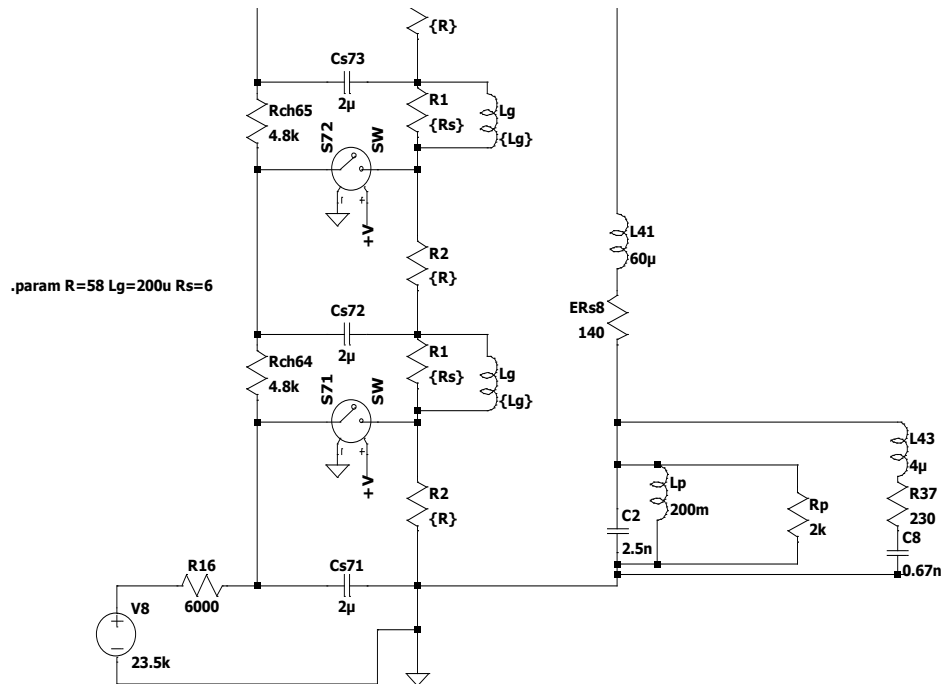 {R}
Cs73
2µ
R1
{Rs}
Lg
{Lg}
Rch65
4.8k
S72
SW
+V
R2
{R}
L41
60µ
.param R=58 Lg=200u Rs=6
ERs8
140
Cs72
2µ
R1
{Rs}
Lg
{Lg}
Rch64
4.8k
S71
SW
+V
R2
{R}
L43
4µ
R37
230
C8
0.67n
Lp
200m
Rp
2k
C2
2.5n
R16
6000
Cs71
2µ
V8
23.5k